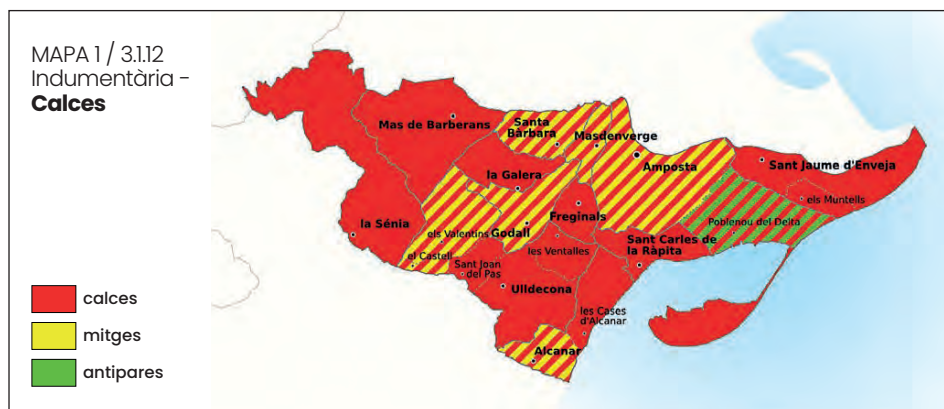 MAPA 1 / 3.1.12
Indumentària -
Calces
Mas de Barberans
Santa
Bàrbara
Masdenverge
Amposta
Sant Jaume d'Enveja
la Galera
els Muntells
Freginals
Poblenou del Delta
la Sénia
els Valentins
Godall
Sant Carles de
la Ràpita
el Castell
les Ventalles
Sant Joan
del Pas
Ulldecona
les Cases
d'Alcanar
Alcanar
calces
mitges
antipares